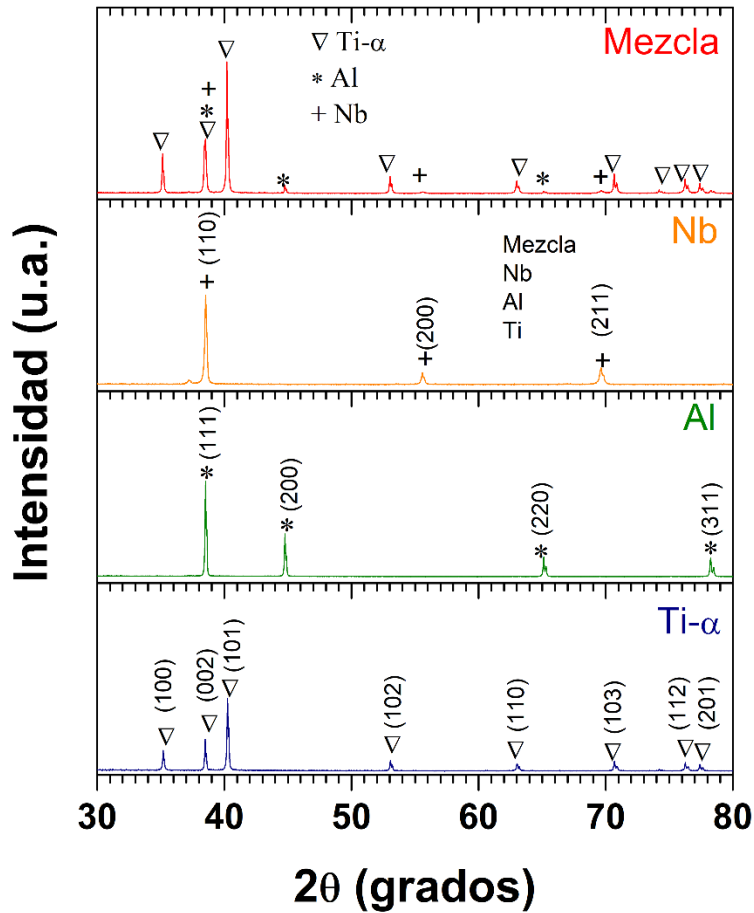 Mezcla
▽ Ti-α
* Al
+ Nb
Nb
(110)
(200)
(211)
Mezcla
Nb
Al
Ti
Al
(111)
(200)
(220)
(311)
Ti-α
(100)
(002)
(101)
(102)
(110)
(103)
(112)
(201)
Intensidad (u.a.)
30 40 50 60 70 80
2θ (grados)